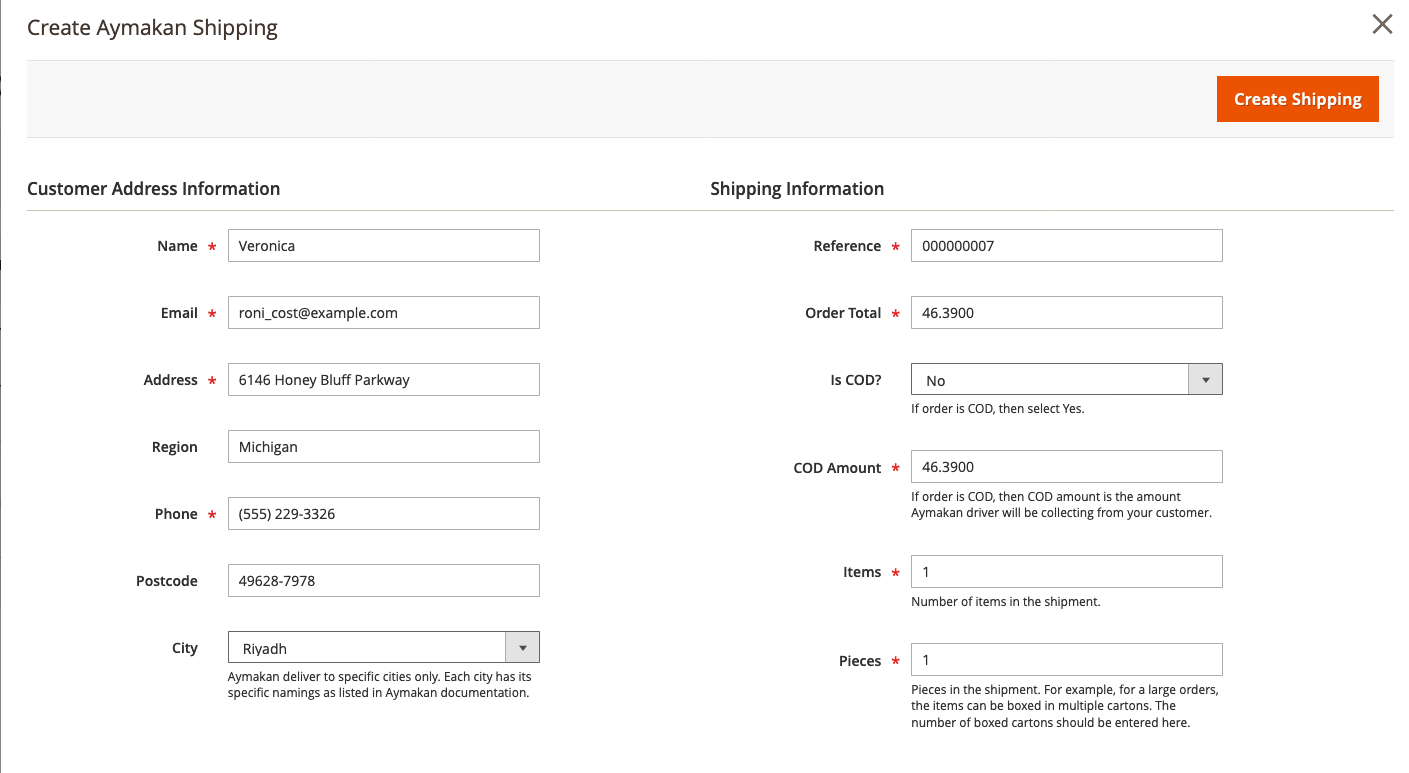 Create Aymakan Shipping
Create Shipping
Customer Address Information
Name * Veronica
Email * roni_cost@example.com
Address * 6146 Honey Bluff Parkway
Region Michigan
Phone * (555) 229-3326
Postcode 49628-7978
City Riyadh
Aymakan deliver to specific cities only. Each city has its
specific namings as listed in Aymakan documentation.
Shipping Information
Reference * 000000007
Order Total * 46.3900
Is COD? No
If order is COD, then select Yes.
COD Amount * 46.3900
If order is COD, then COD amount is the amount
Aymakan driver will be collecting from your customer.
Items * 1
Number of items in the shipment.
Pieces * 1
Pieces in the shipment. For example, for a large orders,
the items can be boxed in multiple cartons. The
number of boxed cartons should be entered here.